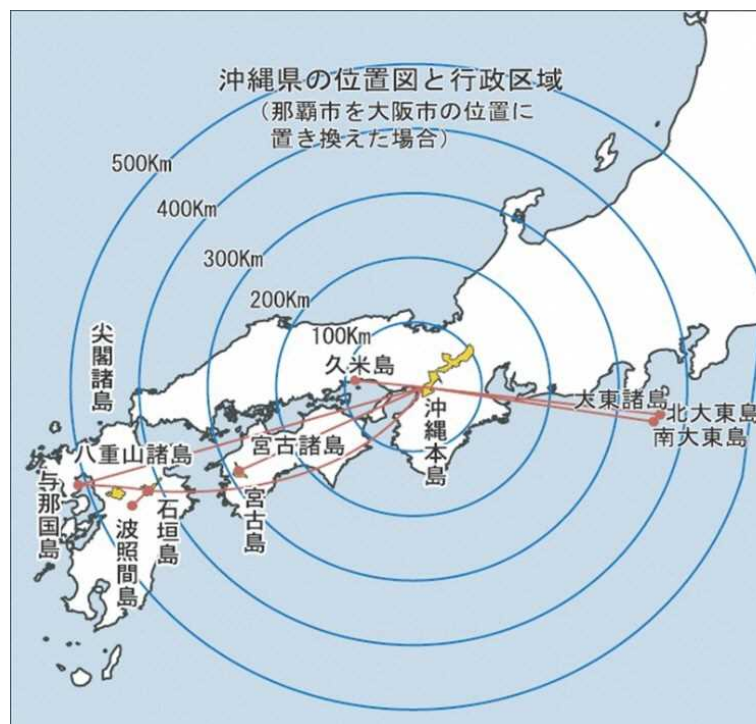 沖縄県の位置図と行政区域
（那覇市を大阪市の位置に
置き換えた場合）
500Km
400Km
300Km
200Km
100Km
尖閣諸島
久米島
大東諸島
北大東島
南大東島
沖縄本島
宮古諸島
八重山諸島
与那国島
宮古島
石垣島
波照間島